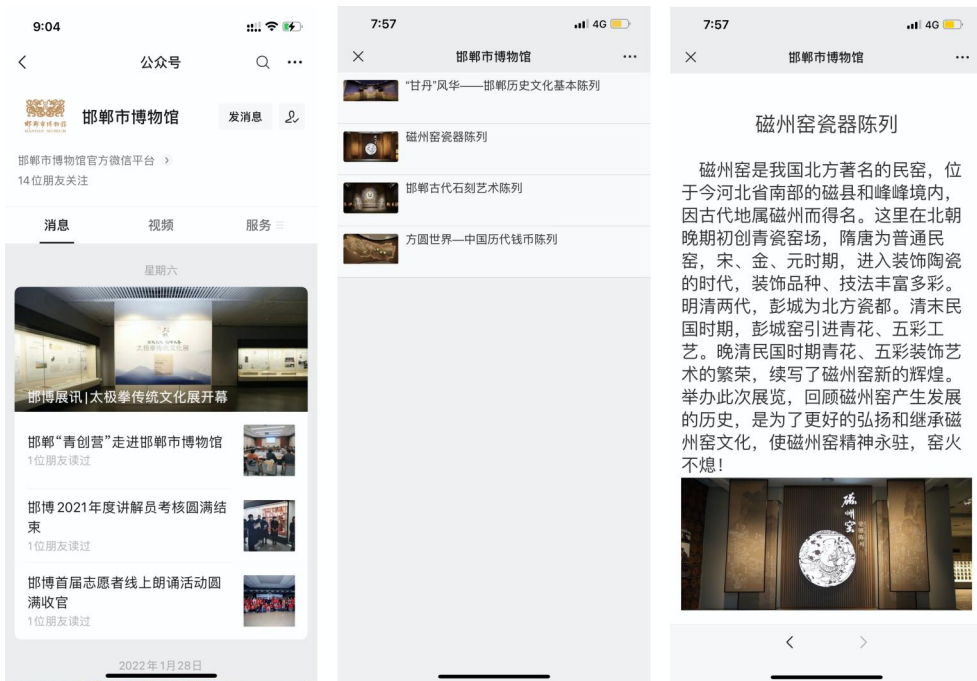 9:04
公众号
邯郸市博物馆
HANDAN MUSEUM
邯郸市博物馆
发消息
邯郸市博物馆官方微信平台
14位朋友关注
消息
视频
服务
星期六
太极拳传统文化展
邯博展讯|太极拳传统文化展开幕
邯郸“青创营”走进邯郸市博物馆
1位朋友读过
邯博2021年度讲解员考核圆满结
束
1位朋友读过
邯博首届志愿者线上朗诵活动圆
满收官
1位朋友读过
2022年1月28日
7:57
4G
邯郸市博物馆
“甘丹”风华——邯郸历史文化基本陈列
磁州窑瓷器陈列
邯郸古代石刻艺术陈列
方圆世界—中国历代钱币陈列
7:57
4G
邯郸市博物馆
磁州窑瓷器陈列
磁州窑是我国北方著名的民窑，位
于今河北省南部的磁县和峰峰境内，
因古代地属磁州而得名。这里在北朝
晚期初创青瓷窑场，隋唐为普通民
窑，宋、金、元时期，进入装饰陶瓷
的时代，装饰品种、技法丰富多彩。
明清两代，彭城为北方瓷都。清末民
国时期，彭城窑引进青花、五彩工
艺。晚清民国时期青花、五彩装饰艺
术的繁荣，续写了磁州窑新的辉煌。
举办此次展览，回顾磁州窑产生发展
的历史，是为了更好的弘扬和继承磁
州窑文化，使磁州窑精神永驻，窑火
不熄！
磁州窑
瓷器陈列